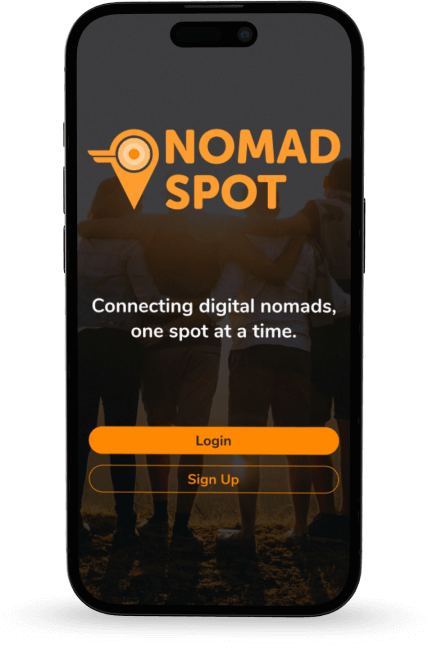 NOMAD
SPOT
Connecting digital nomads,
one spot at a time.
Login
Sign Up